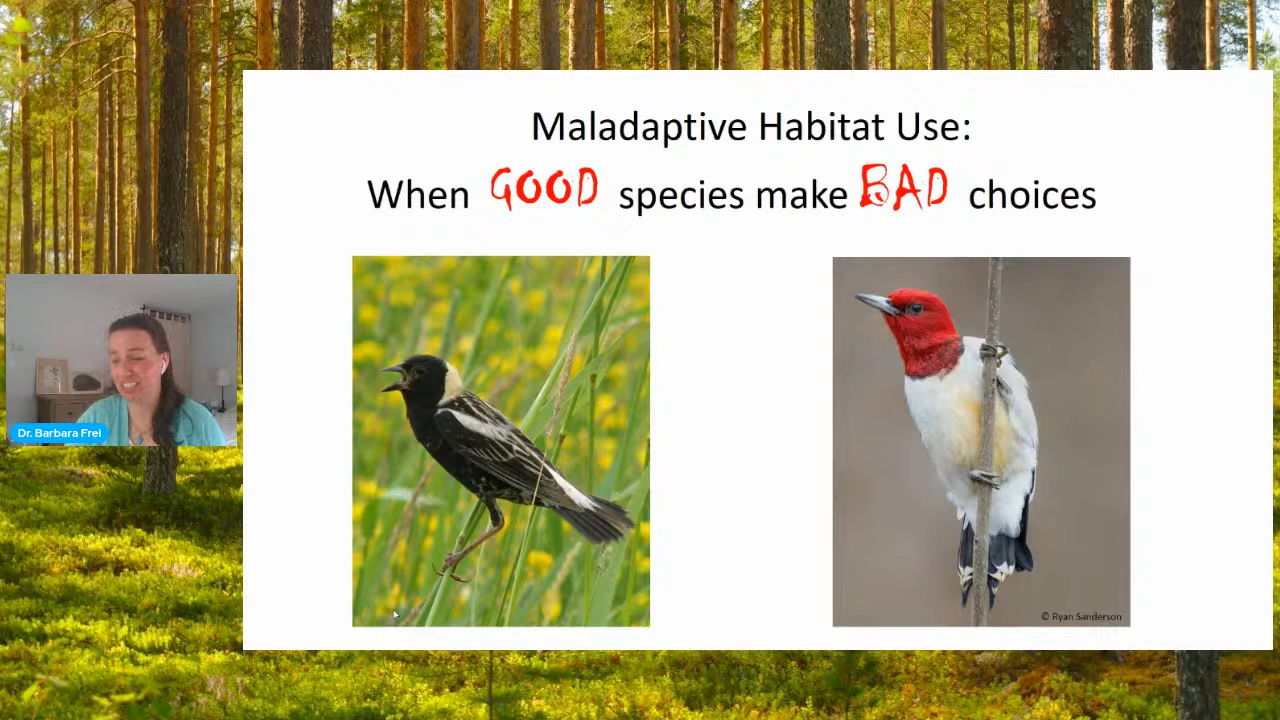 Maladaptive Habitat Use:
When GOOD species make BAD choices
Dr. Barbara Frei
© Ryan Sanderson